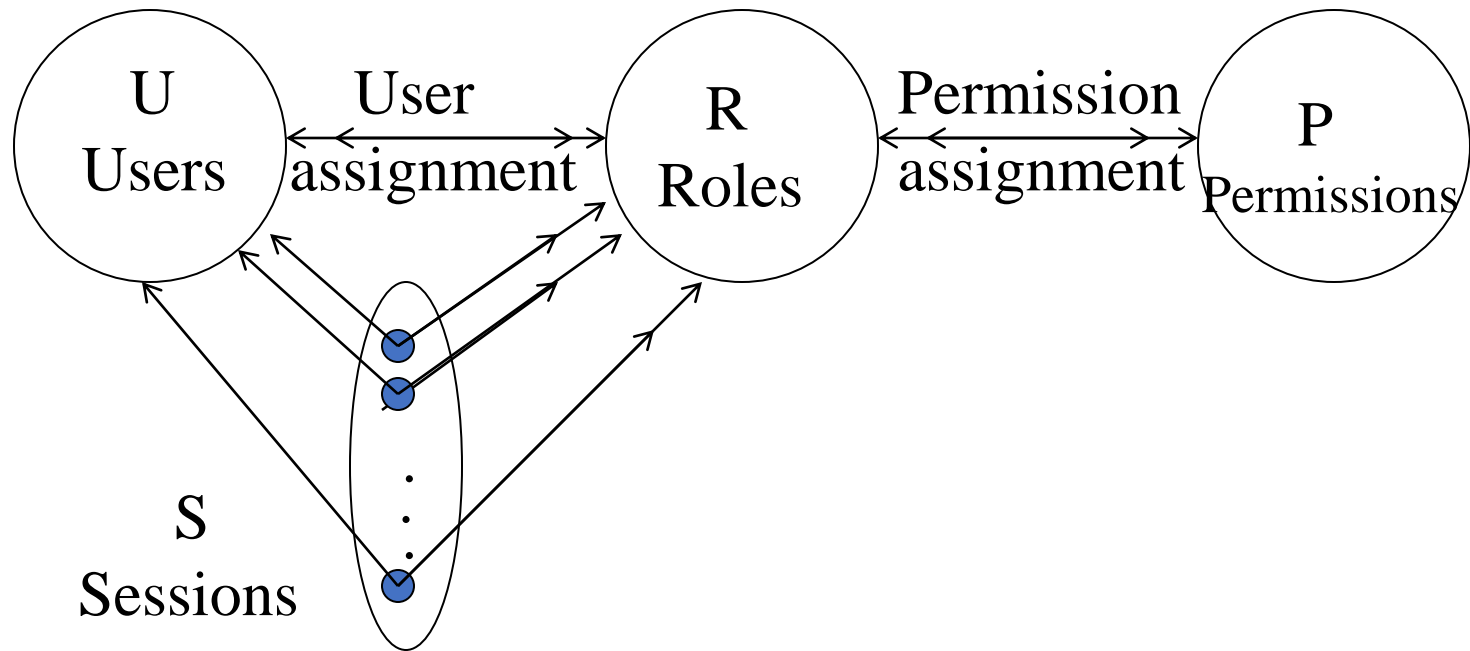 U
Users
User
assignment
R
Roles
Permission
assignment
P
Permissions
S
Sessions
.
.
.